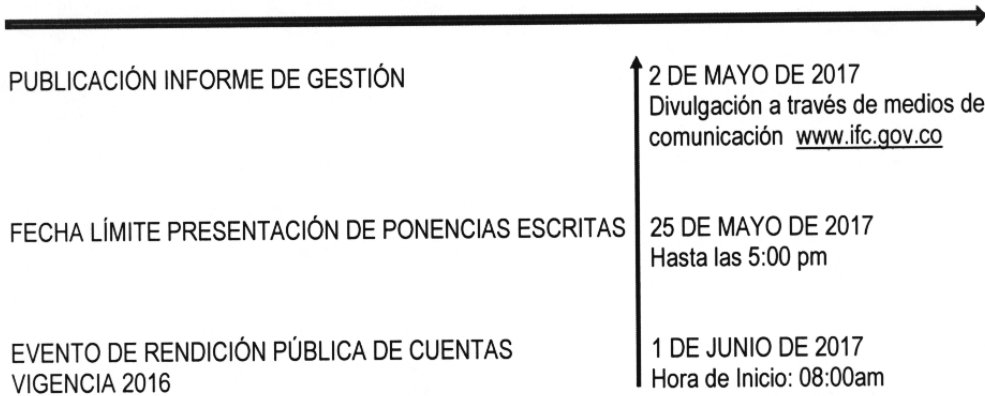 PUBLICACIÓN INFORME DE GESTIÓN
2 DE MAYO DE 2017
Divulgación a través de medios de
comunicación www.ifc.gov.co
FECHA LÍMITE PRESENTACIÓN DE PONENCIAS ESCRITAS
25 DE MAYO DE 2017
Hasta las 5:00 pm
EVENTO DE RENDICIÓN PÚBLICA DE CUENTAS
VIGENCIA 2016
1 DE JUNIO DE 2017
Hora de Inicio: 08:00am